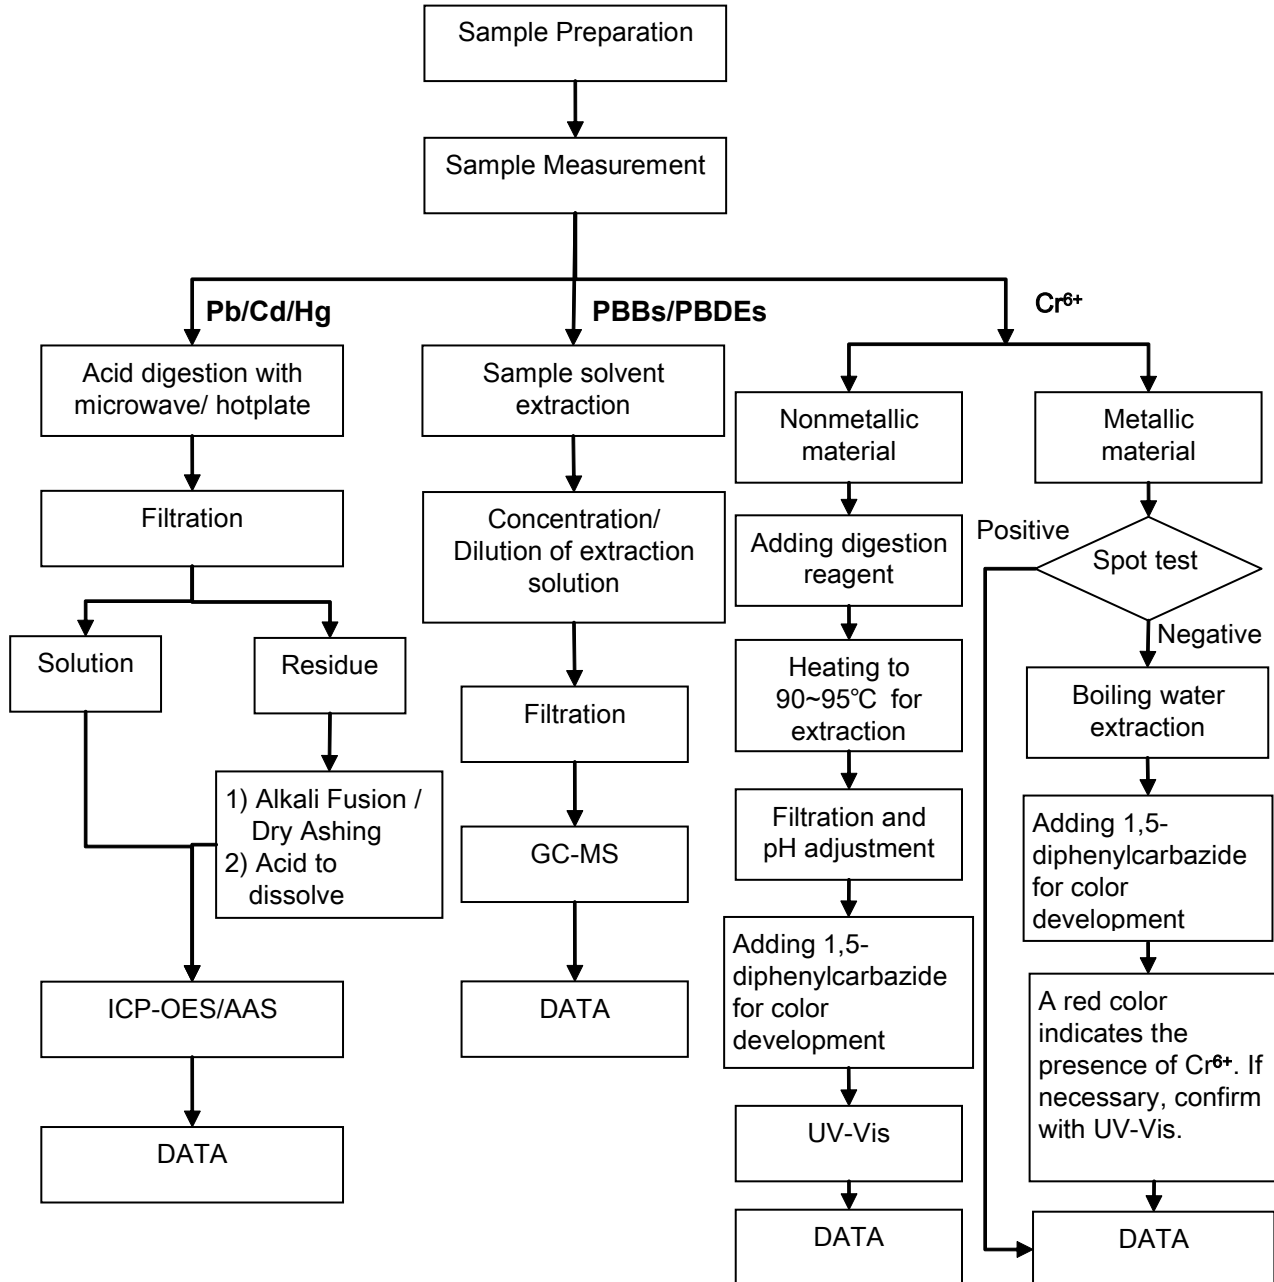 Sample Preparation
Sample Measurement
Pb/Cd/Hg
PBBs/PBDEs
Cr⁶⁺
Acid digestion with
microwave/ hotplate
Filtration
Solution
Residue
1) Alkali Fusion /
Dry Ashing
2) Acid to
dissolve
ICP-OES/AAS
DATA
Sample solvent
extraction
Concentration/
Dilution of extraction
solution
Filtration
GC-MS
DATA
Nonmetallic
material
Adding digestion
reagent
Heating to
90~95℃ for
extraction
Filtration and
pH adjustment
Adding 1,5-
diphenylcarbazide
for color
development
UV-Vis
DATA
Metallic
material
Positive
Spot test
Negative
Boiling water
extraction
Adding 1,5-
diphenylcarbazide
for color
development
A red color
indicates the
presence of Cr⁶⁺. If
necessary, confirm
with UV-Vis.
DATA